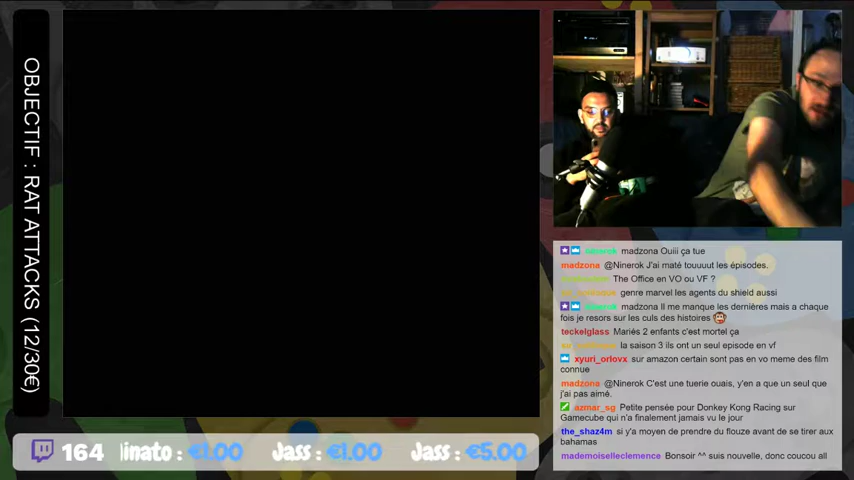 OBJECTIF : RAT ATTACKS (12/30€)
madzona Ouiii ça tue
madzona @Ninerok J'ai maté touuuut les épisodes.
The Office en VO ou VF ?
genre marvel les agents du shield aussi
madzona Il me manque les dernières mais a chaque
fois je resors sur les culs des histoires
teckelglass Mariés 2 enfants c'est mortel ça
la saison 3 ils ont un seul episode en vf
xyuri_orlovx sur amazon certain sont pas en vo meme des film
connue
madzona @Ninerok C'est une tuerie ouais, y'en a que un seul que
j'ai pas aimé.
azmar_sg Petite pensée pour Donkey Kong Racing sur
Gamecube qui n'a finalement jamais vu le jour
the_shaz4m si y'a moyen de prendre du flouze avant de se tirer aux
bahamas
mademoiselleclemence Bonsoir ^^ suis nouvelle, donc coucou all
164 linato : €1.00 Jass : €1.00 Jass : €5.00